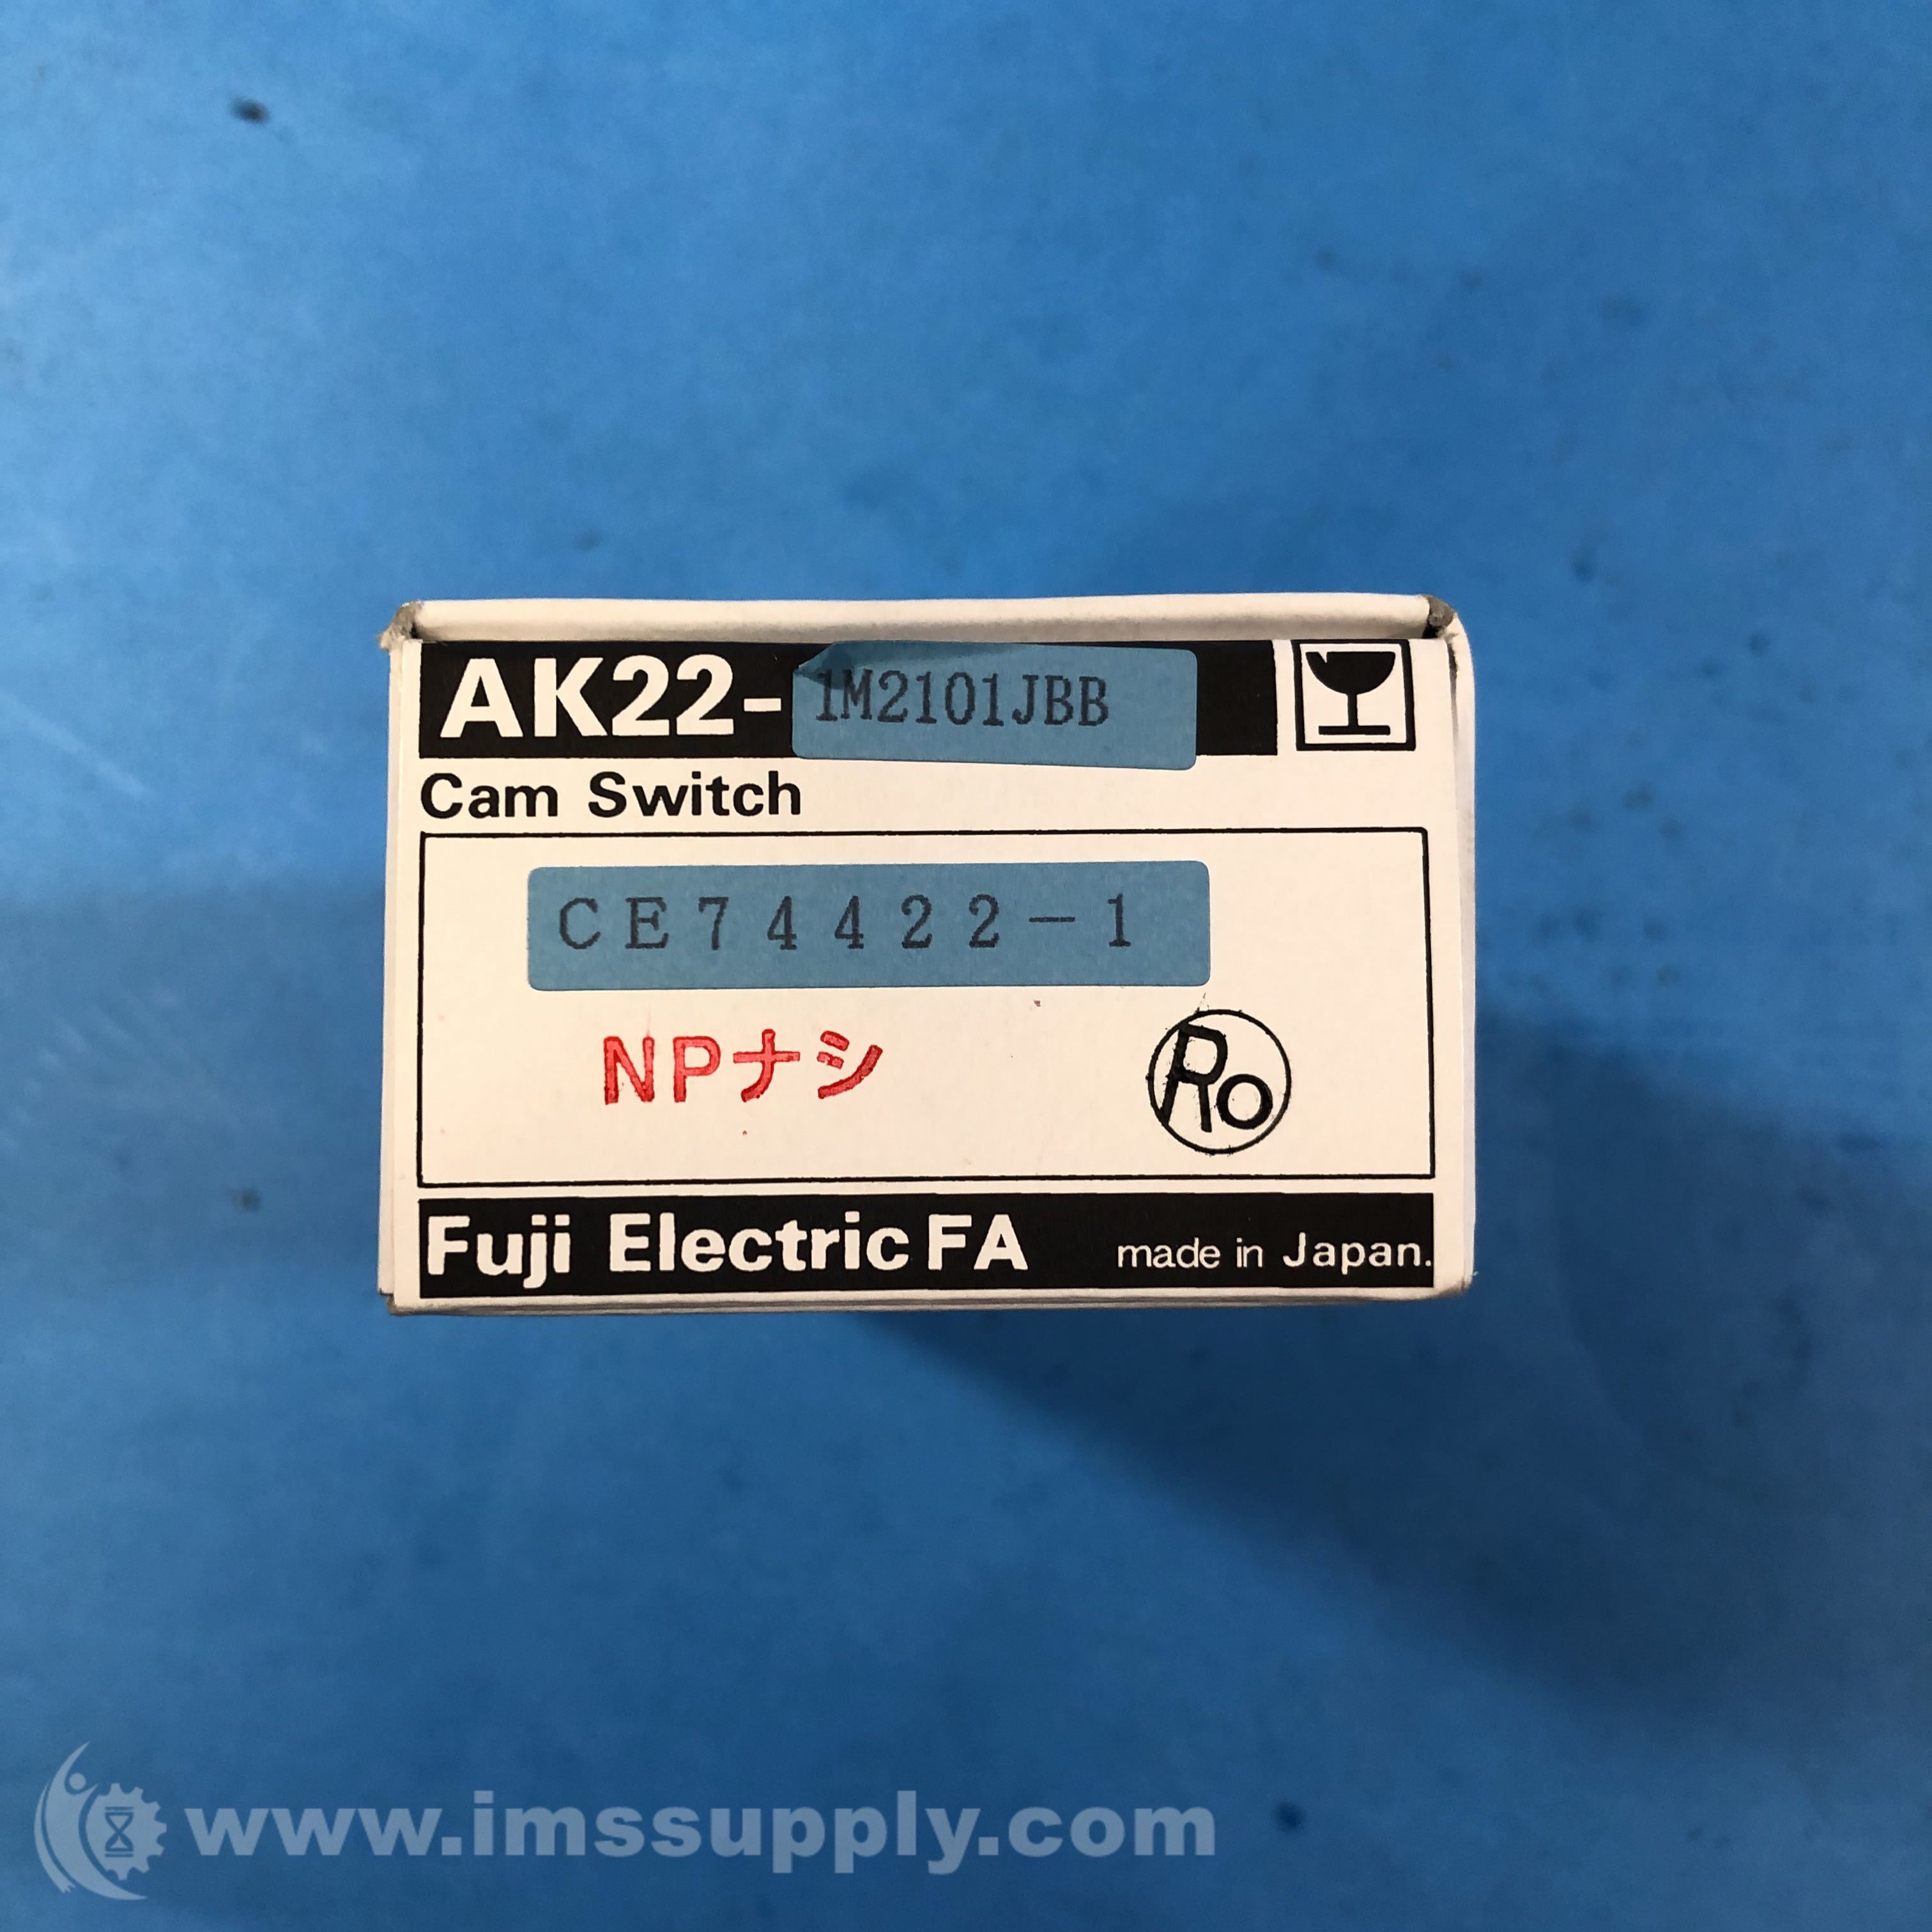 AK22-1M2101JBB
Cam Switch
CE74422-1
NPナシ
Ro
Fuji Electric FA made in Japan.
www.imssupply.com